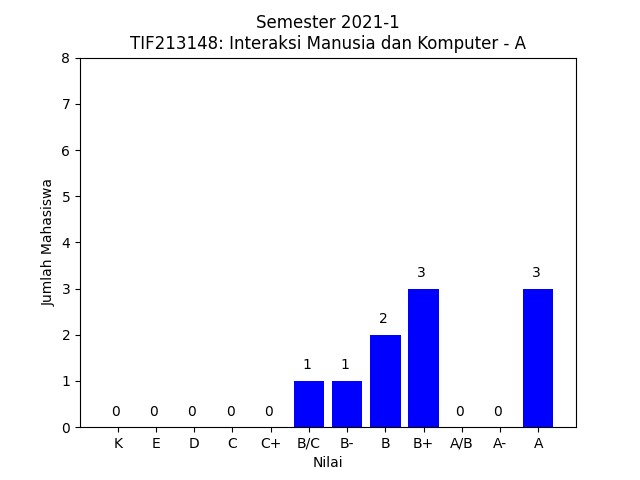 Semester 2021-1
TIF213148: Interaksi Manusia dan Komputer - A
8
7
6
5
4
3
2
1
0
Jumlah Mahasiswa
0 0 0 0 0 1 1 2 3 0 0 3
K E D C C+ B/C B- B B+ A/B A- A
Nilai